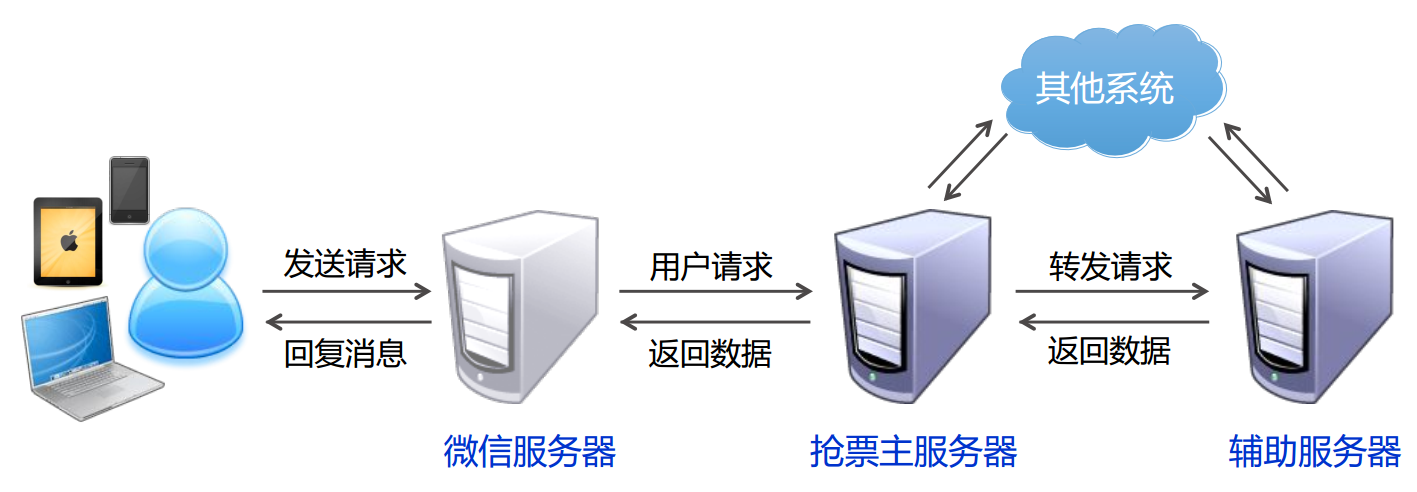 其他系统
发送请求
用户请求
转发请求
回复消息
返回数据
返回数据
微信服务器
抢票主服务器
辅助服务器